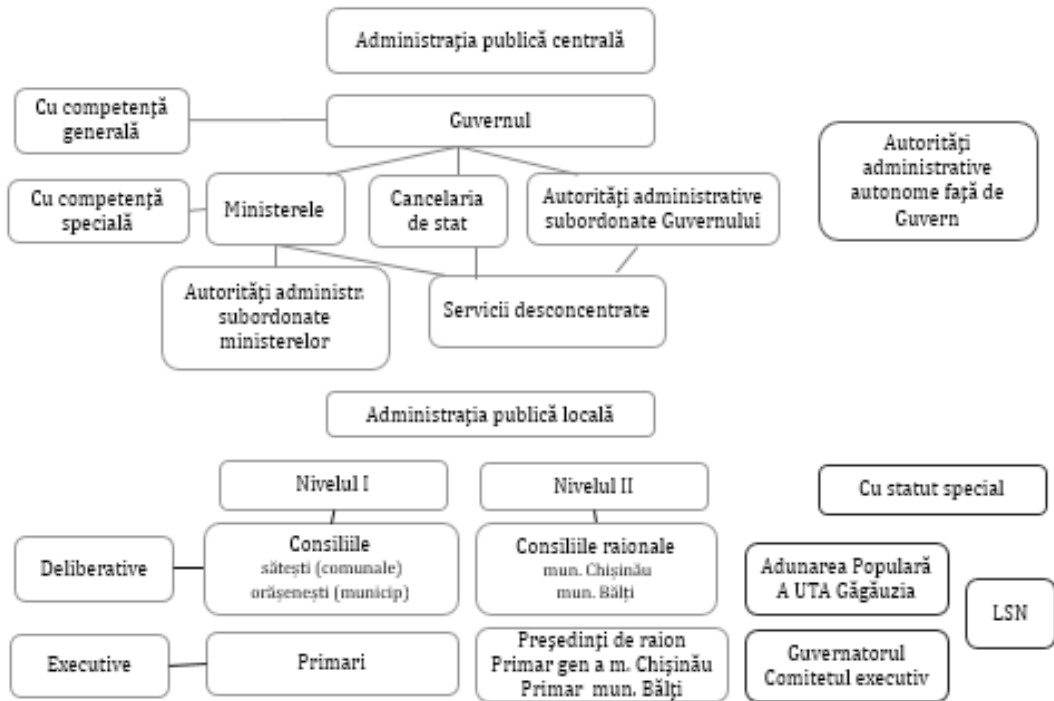 Administrația publică centrală
Cu competență
generală
Guvernul
Autorități
administrative
autonome față de
Guvern
Cu competență
specială
Ministerele
Cancelaria
de stat
Autorități administrative
subordonate Guvernului
Autorități administr.
subordonate
ministerelor
Servicii desconcentrate
Administrația publică locală
Nivelul I
Nivelul II
Cu statut special
Deliberative
Consiliile
sătești (comunale)
orășenești (municip)
Consiliile raionale
mun. Chișinău
mun. Bălți
Adunarea Populară
A UTA Găgăuzia
LSN
Executive
Primari
Președinți de raion
Primar gen a m. Chișinău
Primar mun. Bălți
Guvernatorul
Comitetul executiv